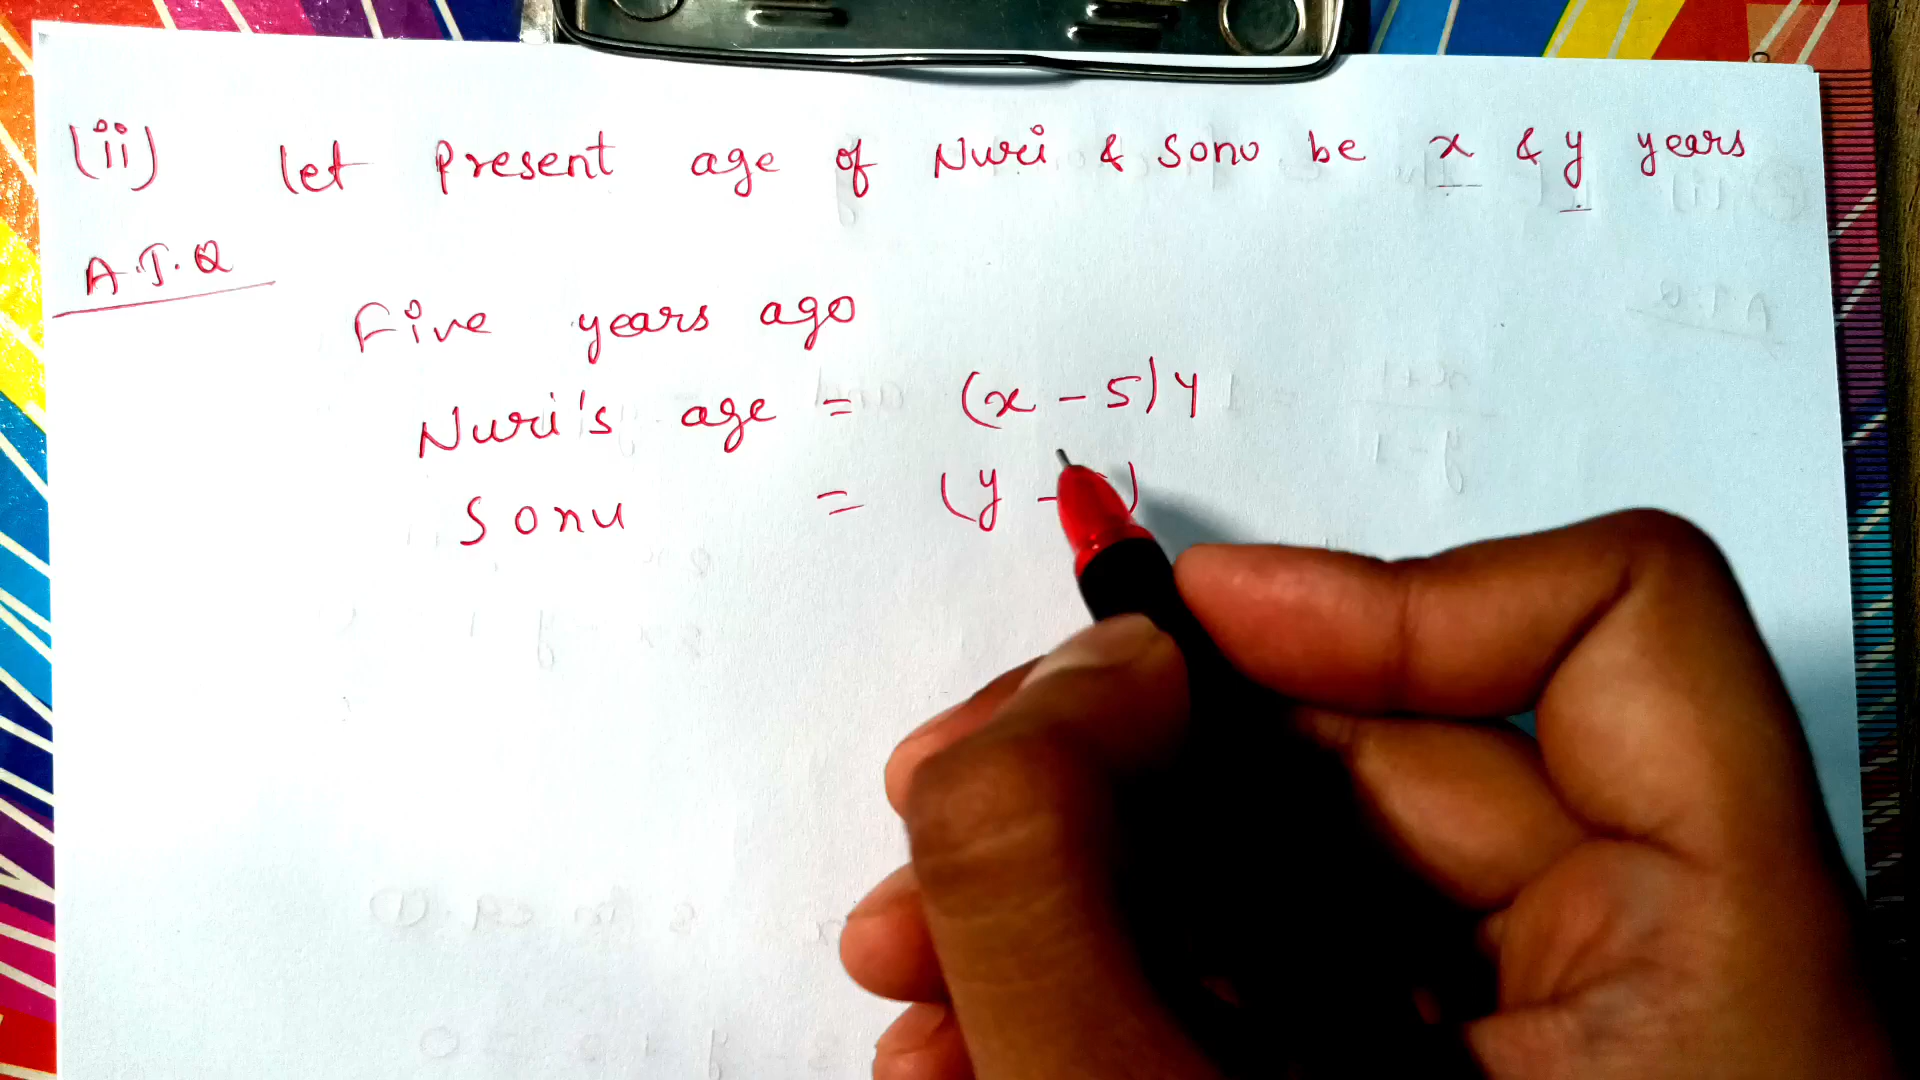 (ii) let present age of Nuri & Sonu be x & y years
A.T.Q
Five years ago
Nuri's age = (x - 5) y
Sonu = (y - )